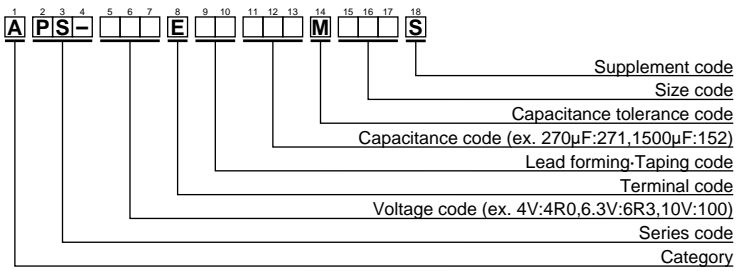 1 2 3 4 5 6 7 8 9 10 11 12 13 14 15 16 17 18
A P S – E M S
Supplement code
Size code
Capacitance tolerance code
Capacitance code (ex. 270µF:271,1500µF:152)
Lead forming·Taping code
Terminal code
Voltage code (ex. 4V:4R0,6.3V:6R3,10V:100)
Series code
Category